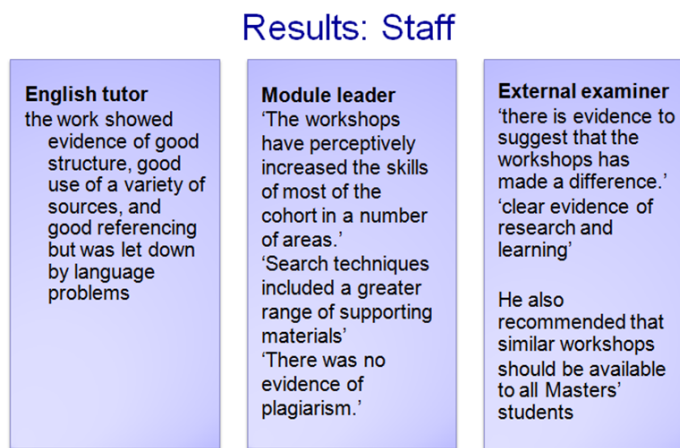 Results: Staff
English tutor
the work showed
evidence of good
structure, good
use of a variety of
sources, and
good referencing
but was let down
by language
problems
Module leader
‘The workshops
have perceptively
increased the skills
of most of the
cohort in a number
of areas.’
‘Search techniques
included a greater
range of supporting
materials’
‘There was no
evidence of
plagiarism.’
External examiner
‘there is evidence to
suggest that the
workshops has
made a difference.’
‘clear evidence of
research and
learning’
He also
recommended that
similar workshops
should be available
to all Masters’
students